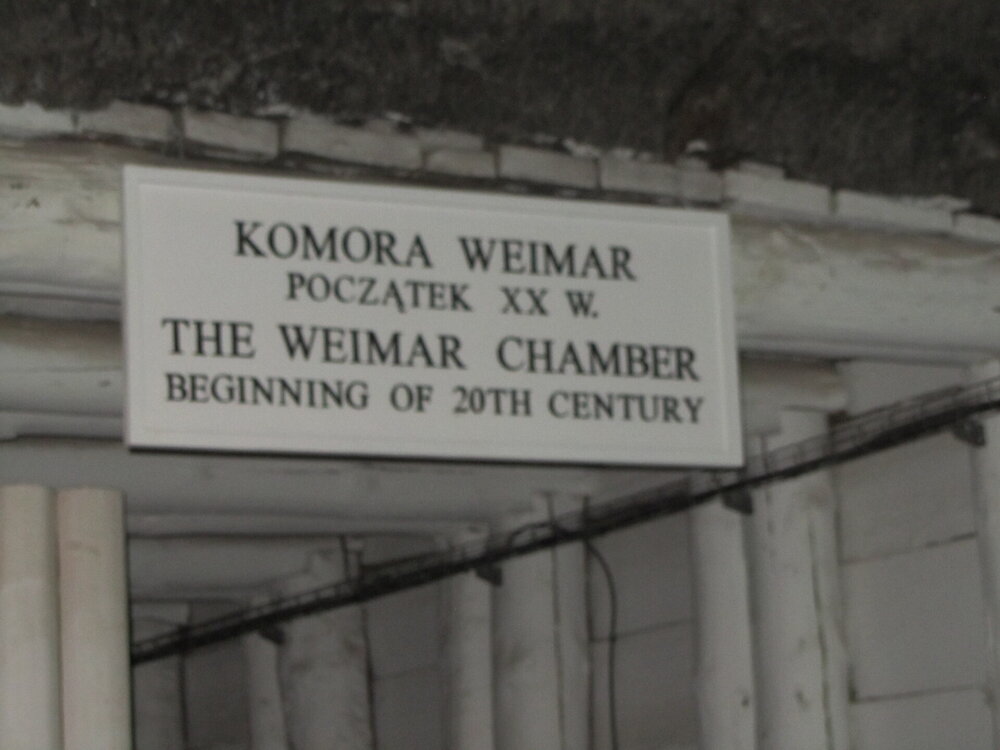 KOMORA WEIMAR
POCZĄTEK XX W.
THE WEIMAR CHAMBER
BEGINNING OF 20TH CENTURY